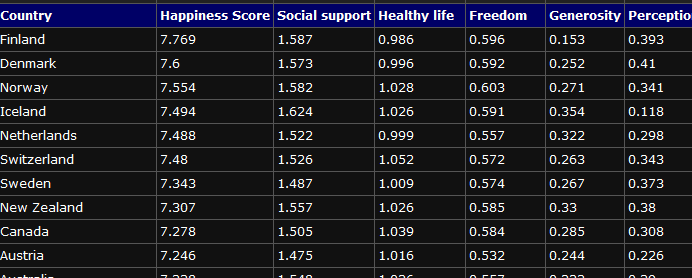 Country Happiness Score Social support Healthy life Freedom Generosity Perceptio
Finland 7.769 1.587 0.986 0.596 0.153 0.393
Denmark 7.6 1.573 0.996 0.592 0.252 0.41
Norway 7.554 1.582 1.028 0.603 0.271 0.341
Iceland 7.494 1.624 1.026 0.591 0.354 0.118
Netherlands 7.488 1.522 0.999 0.557 0.322 0.298
Switzerland 7.48 1.526 1.052 0.572 0.263 0.343
Sweden 7.343 1.487 1.009 0.574 0.267 0.373
New Zealand 7.307 1.557 1.026 0.585 0.33 0.38
Canada 7.278 1.505 1.039 0.584 0.285 0.308
Austria 7.246 1.475 1.016 0.532 0.244 0.226